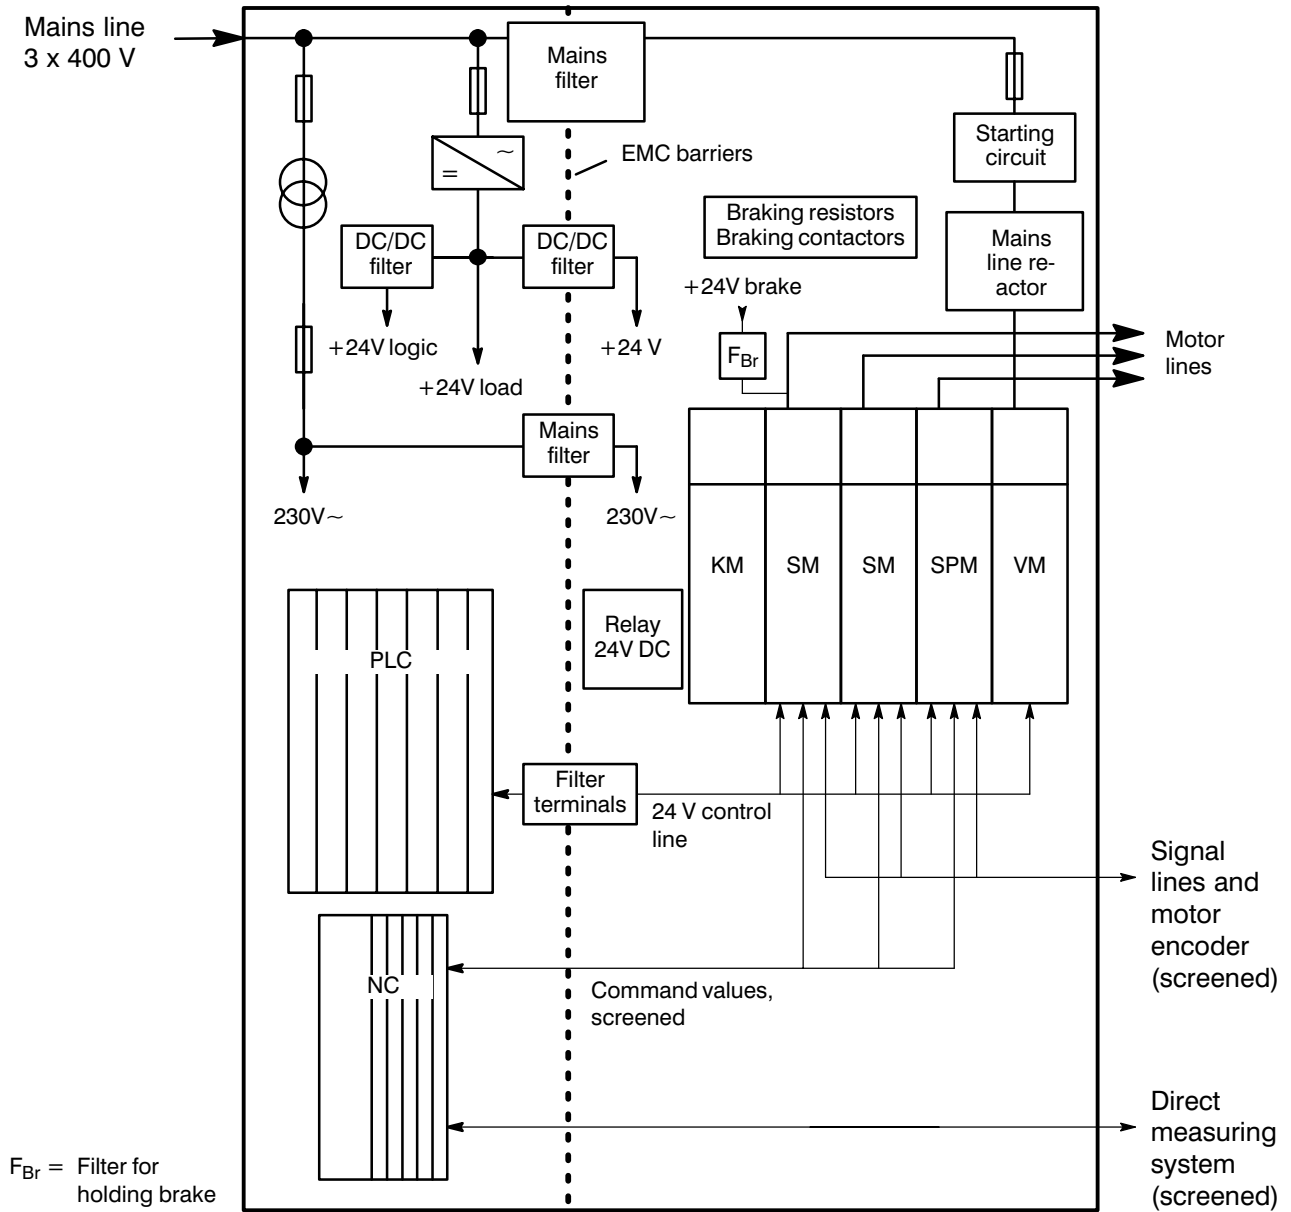 Mains line
3 x 400 V
Mains
filter
Starting
circuit
EMC barriers
~
=
Braking resistors
Braking contactors
Mains
line re-
actor
DC/DC
filter
DC/DC
filter
+24V brake
+24V logic
+24 V
F_Br
Motor
lines
+24V load
Mains
filter
230V~
230V~
KM
SM
SM
SPM
VM
Relay
24V DC
PLC
Filter
terminals
24 V control
line
Signal
lines and
motor
encoder
(screened)
NC
Command values,
screened
Direct
measuring
system
(screened)
F_Br = Filter for
holding brake